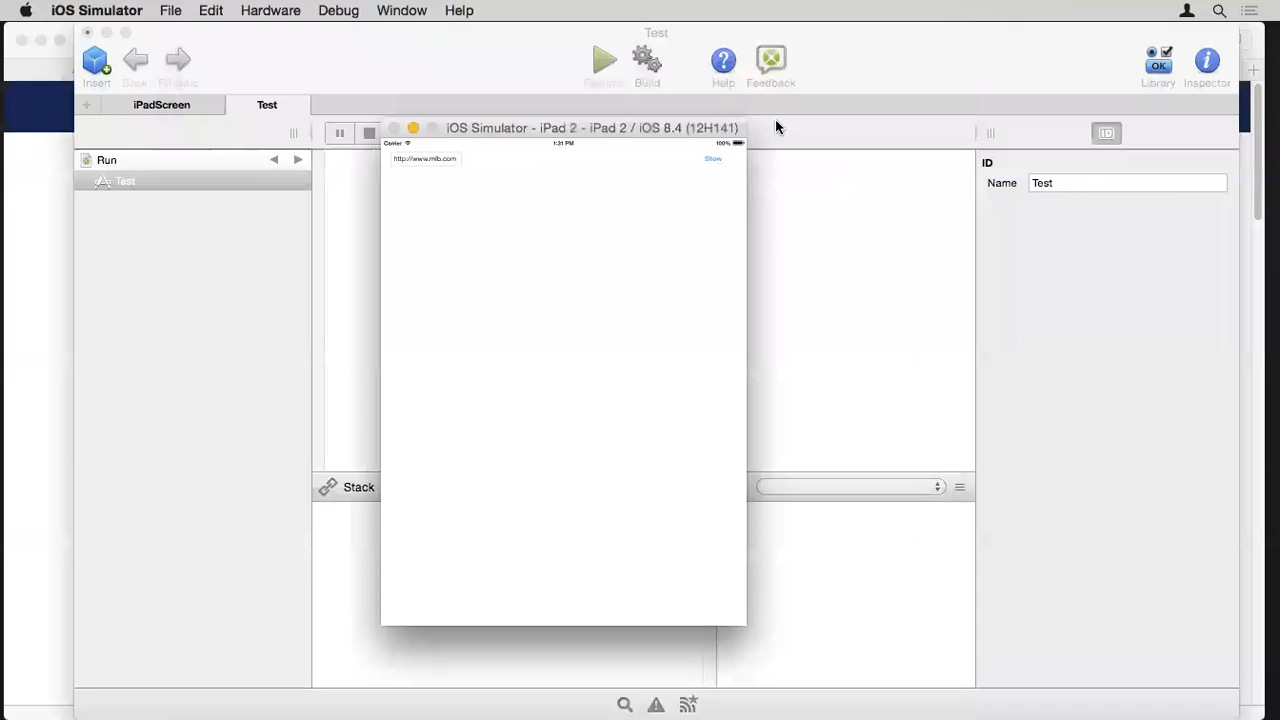 iOS Simulator File Edit Hardware Debug Window Help
Test
Insert
Back
Build
Help
Feedback
OK
Library
Inspector
iPadScreen
Test
iOS Simulator - iPad 2 - iPad 2 / iOS 8.4 (12H141)
Carrier 1:31 PM 100%
http://www.mlb.com Show
Run
Test
ID
Name Test
Stack